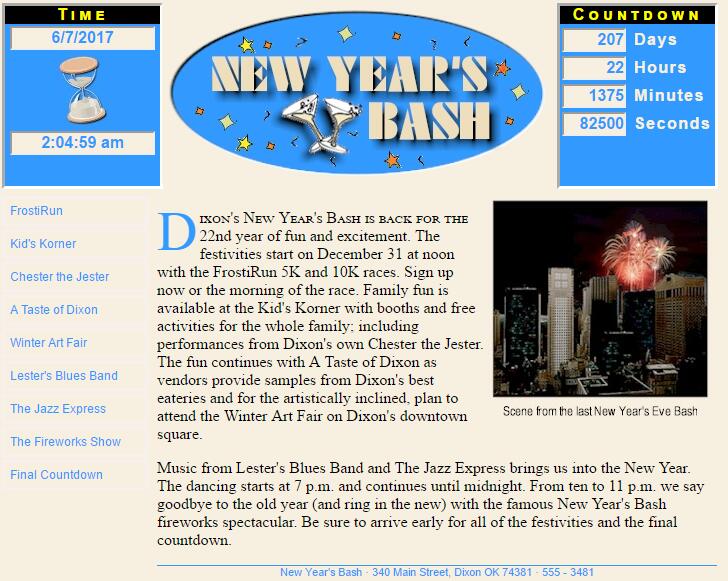 TIME
6/7/2017
2:04:59 am
NEW YEAR'S
BASH
COUNTDOWN
207 Days
22 Hours
1375 Minutes
82500 Seconds
FrostiRun
Kid's Korner
Chester the Jester
A Taste of Dixon
Winter Art Fair
Lester's Blues Band
The Jazz Express
The Fireworks Show
Final Countdown
DIXON'S NEW YEAR'S BASH IS BACK FOR THE
22nd year of fun and excitement. The
festivities start on December 31 at noon
with the FrostiRun 5K and 10K races. Sign up
now or the morning of the race. Family fun is
available at the Kid's Korner with booths and free
activities for the whole family; including
performances from Dixon's own Chester the Jester.
The fun continues with A Taste of Dixon as
vendors provide samples from Dixon's best
eateries and for the artistically inclined, plan to
attend the Winter Art Fair on Dixon's downtown
square.
Scene from the last New Year's Eve Bash
Music from Lester's Blues Band and The Jazz Express brings us into the New Year.
The dancing starts at 7 p.m. and continues until midnight. From ten to 11 p.m. we say
goodbye to the old year (and ring in the new) with the famous New Year's Bash
fireworks spectacular. Be sure to arrive early for all of the festivities and the final
countdown.
New Year's Bash · 340 Main Street, Dixon OK 74381 · 555 - 3481